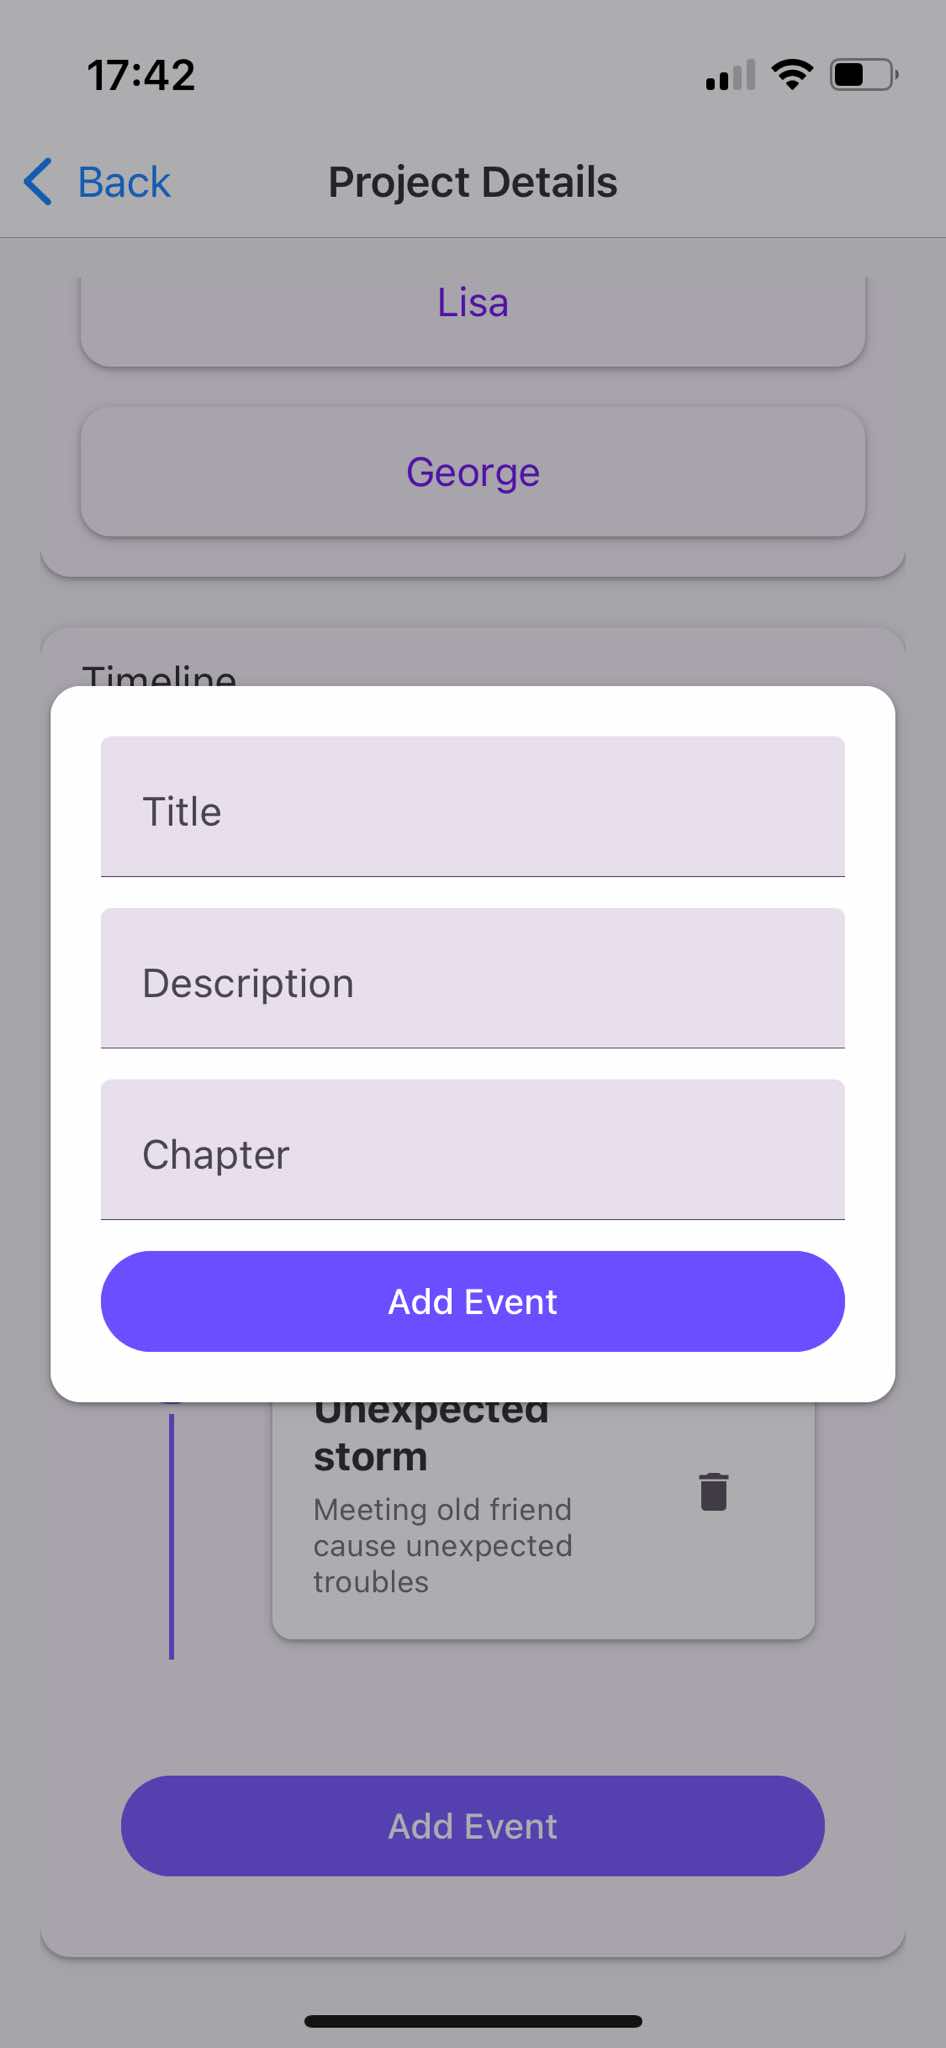 17:42
Back
Project Details
Lisa
George
Timeline
Title
Description
Chapter
Add Event
Unexpected
storm
Meeting old friend
cause unexpected
troubles
Add Event